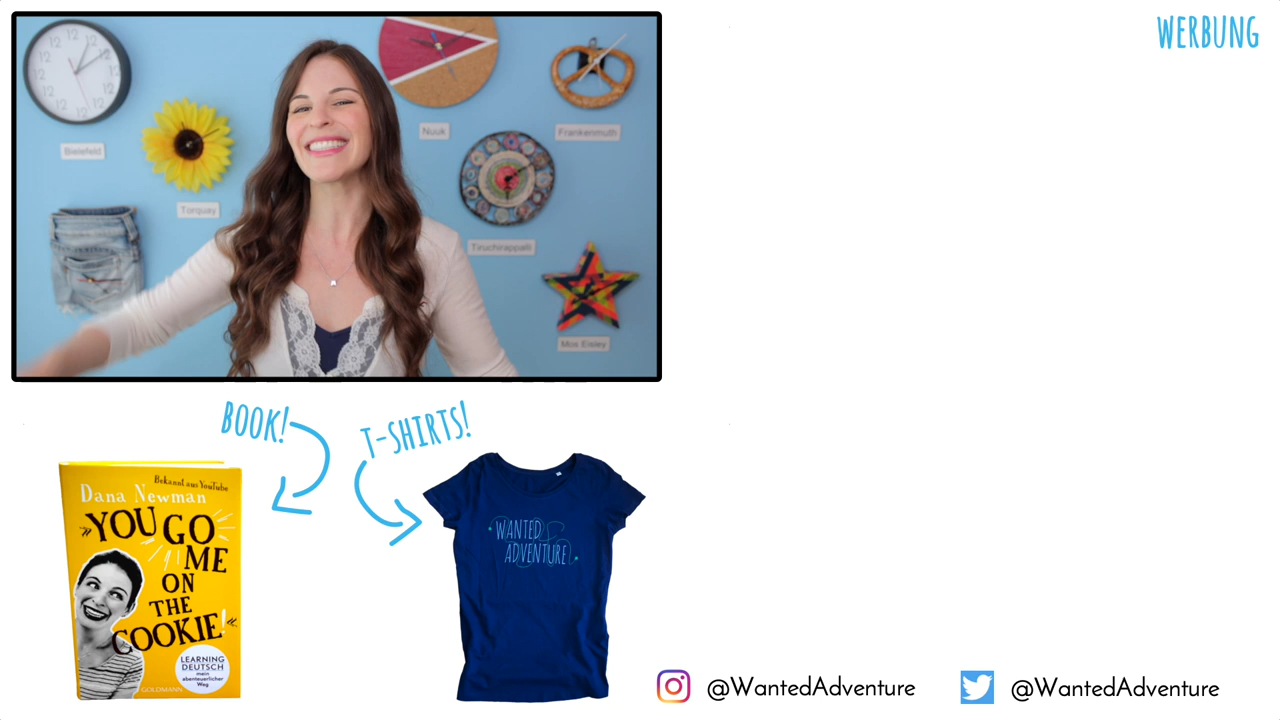 WERBUNG
12
Bielefeld
Torquay
Nuuk
Frankenmuth
Tiruchirappalli
Mos Eisley
BOOK!
T-SHIRTS!
Bekannt aus YouTube
Dana Newman
»YOU GO
ME
ON
THE
COOKIE!«
LEARNING
DEUTSCH
mein
abenteuerlicher
Weg
GOLDMANN
WANTED
ADVENTURE
@WantedAdventure
@WantedAdventure